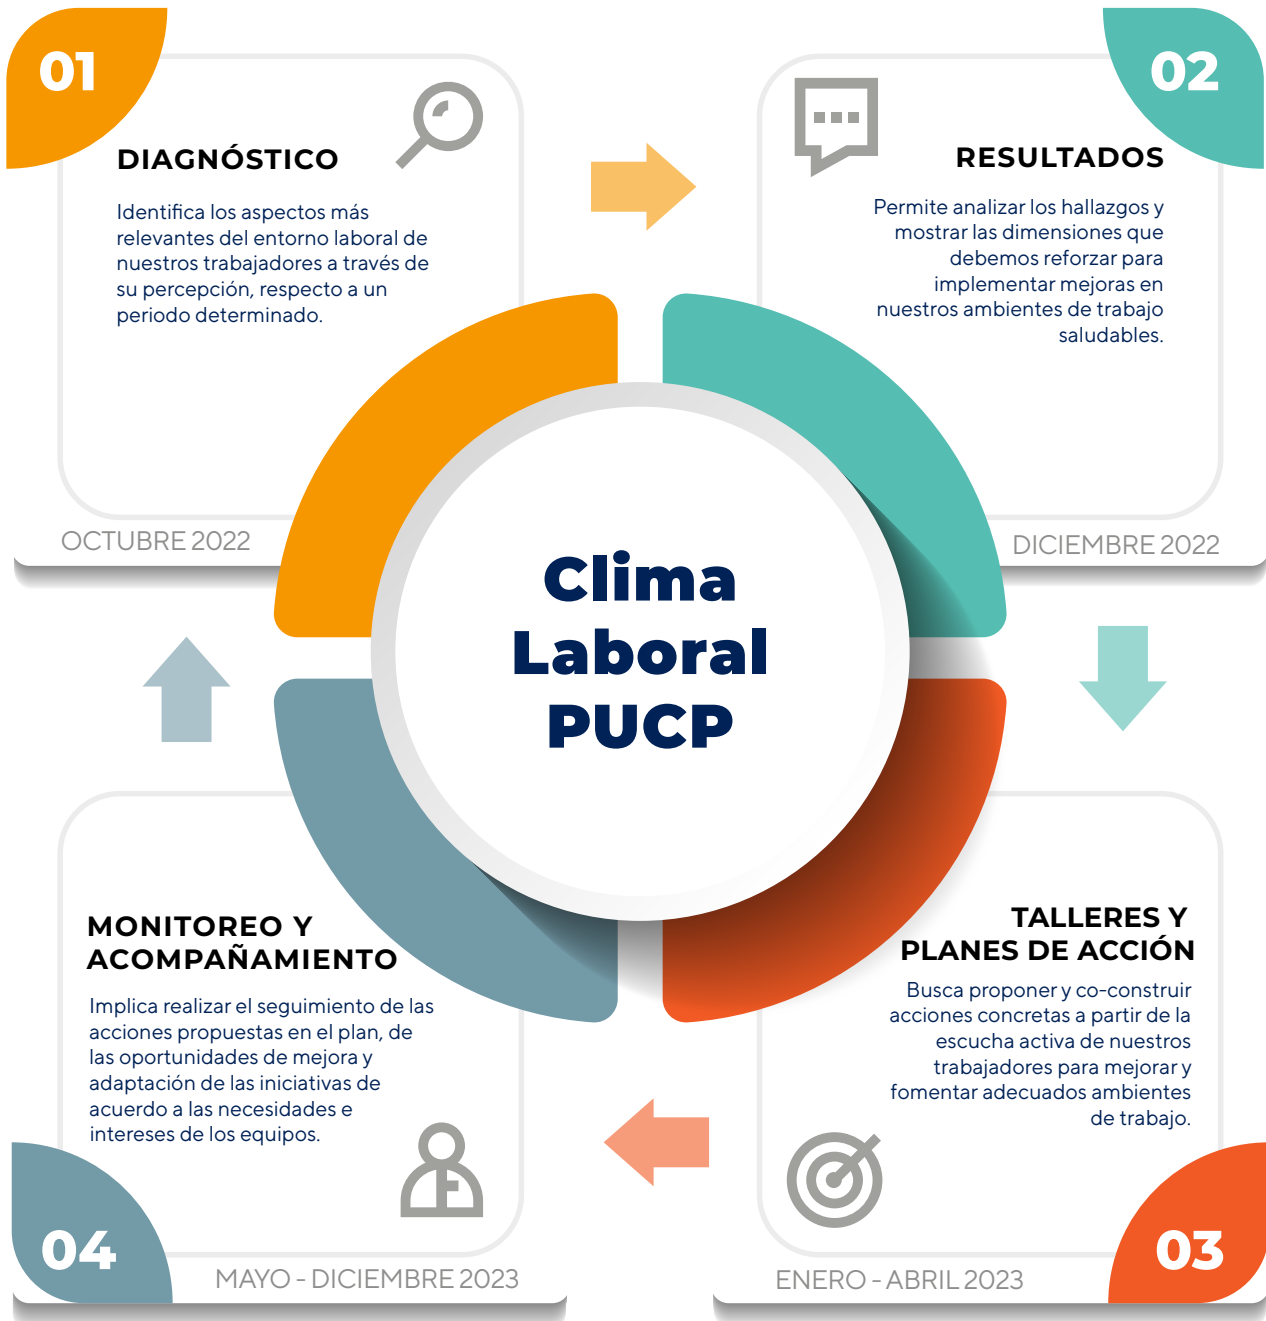 01
DIAGNÓSTICO
Identifica los aspectos más
relevantes del entorno laboral de
nuestros trabajadores a través de
su percepción, respecto a un
periodo determinado.
OCTUBRE 2022
02
RESULTADOS
Permite analizar los hallazgos y
mostrar las dimensiones que
debemos reforzar para
implementar mejoras en
nuestros ambientes de trabajo
saludables.
DICIEMBRE 2022
Clima
Laboral
PUCP
TALLERES Y
PLANES DE ACCIÓN
Busca proponer y co-construir
acciones concretas a partir de la
escucha activa de nuestros
trabajadores para mejorar y
fomentar adecuados ambientes
de trabajo.
03
ENERO - ABRIL 2023
MONITOREO Y
ACOMPAÑAMIENTO
Implica realizar el seguimiento de las
acciones propuestas en el plan, de
las oportunidades de mejora y
adaptación de las iniciativas de
acuerdo a las necesidades e
intereses de los equipos.
04
MAYO - DICIEMBRE 2023